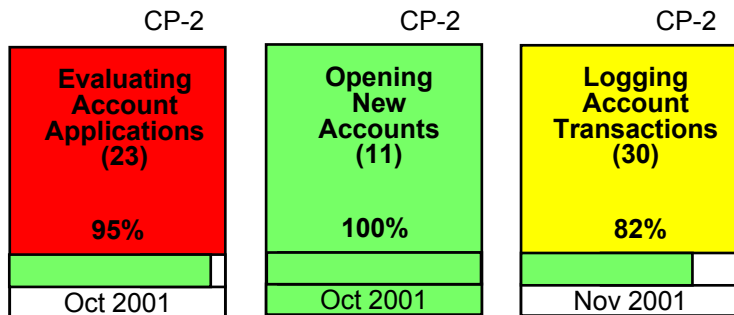 CP-2
Evaluating
Account
Applications
(23)
95%
Oct 2001
CP-2
Opening
New
Accounts
(11)
100%
Oct 2001
CP-2
Logging
Account
Transactions
(30)
82%
Nov 2001